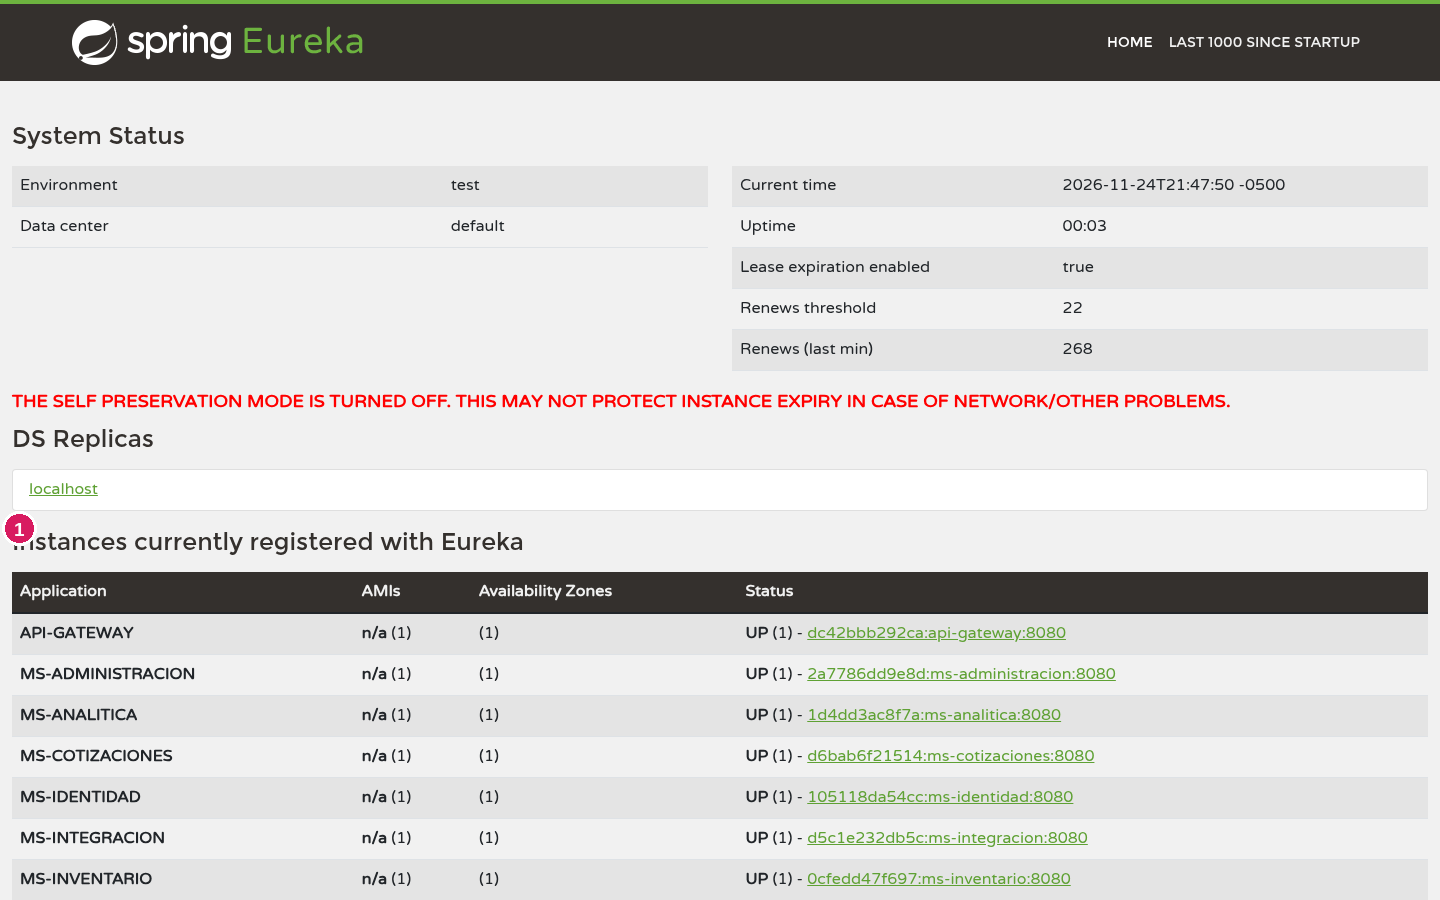 spring Eureka
HOME LAST 1000 SINCE STARTUP
System Status
Environment test
Data center default
Current time 2026-11-24T21:47:50 -0500
Uptime 00:03
Lease expiration enabled true
Renews threshold 22
Renews (last min) 268
THE SELF PRESERVATION MODE IS TURNED OFF. THIS MAY NOT PROTECT INSTANCE EXPIRY IN CASE OF NETWORK/OTHER PROBLEMS.
DS Replicas
localhost
1
Instances currently registered with Eureka
Application AMIs Availability Zones Status
API-GATEWAY n/a (1) (1) UP (1) - dc42bbb292ca:api-gateway:8080
MS-ADMINISTRACION n/a (1) (1) UP (1) - 2a7786dd9e8d:ms-administracion:8080
MS-ANALITICA n/a (1) (1) UP (1) - 1d4dd3ac8f7a:ms-analitica:8080
MS-COTIZACIONES n/a (1) (1) UP (1) - d6bab6f21514:ms-cotizaciones:8080
MS-IDENTIDAD n/a (1) (1) UP (1) - 105118da54cc:ms-identidad:8080
MS-INTEGRACION n/a (1) (1) UP (1) - d5c1e232db5c:ms-integracion:8080
MS-INVENTARIO n/a (1) (1) UP (1) - 0cfedd47f697:ms-inventario:8080